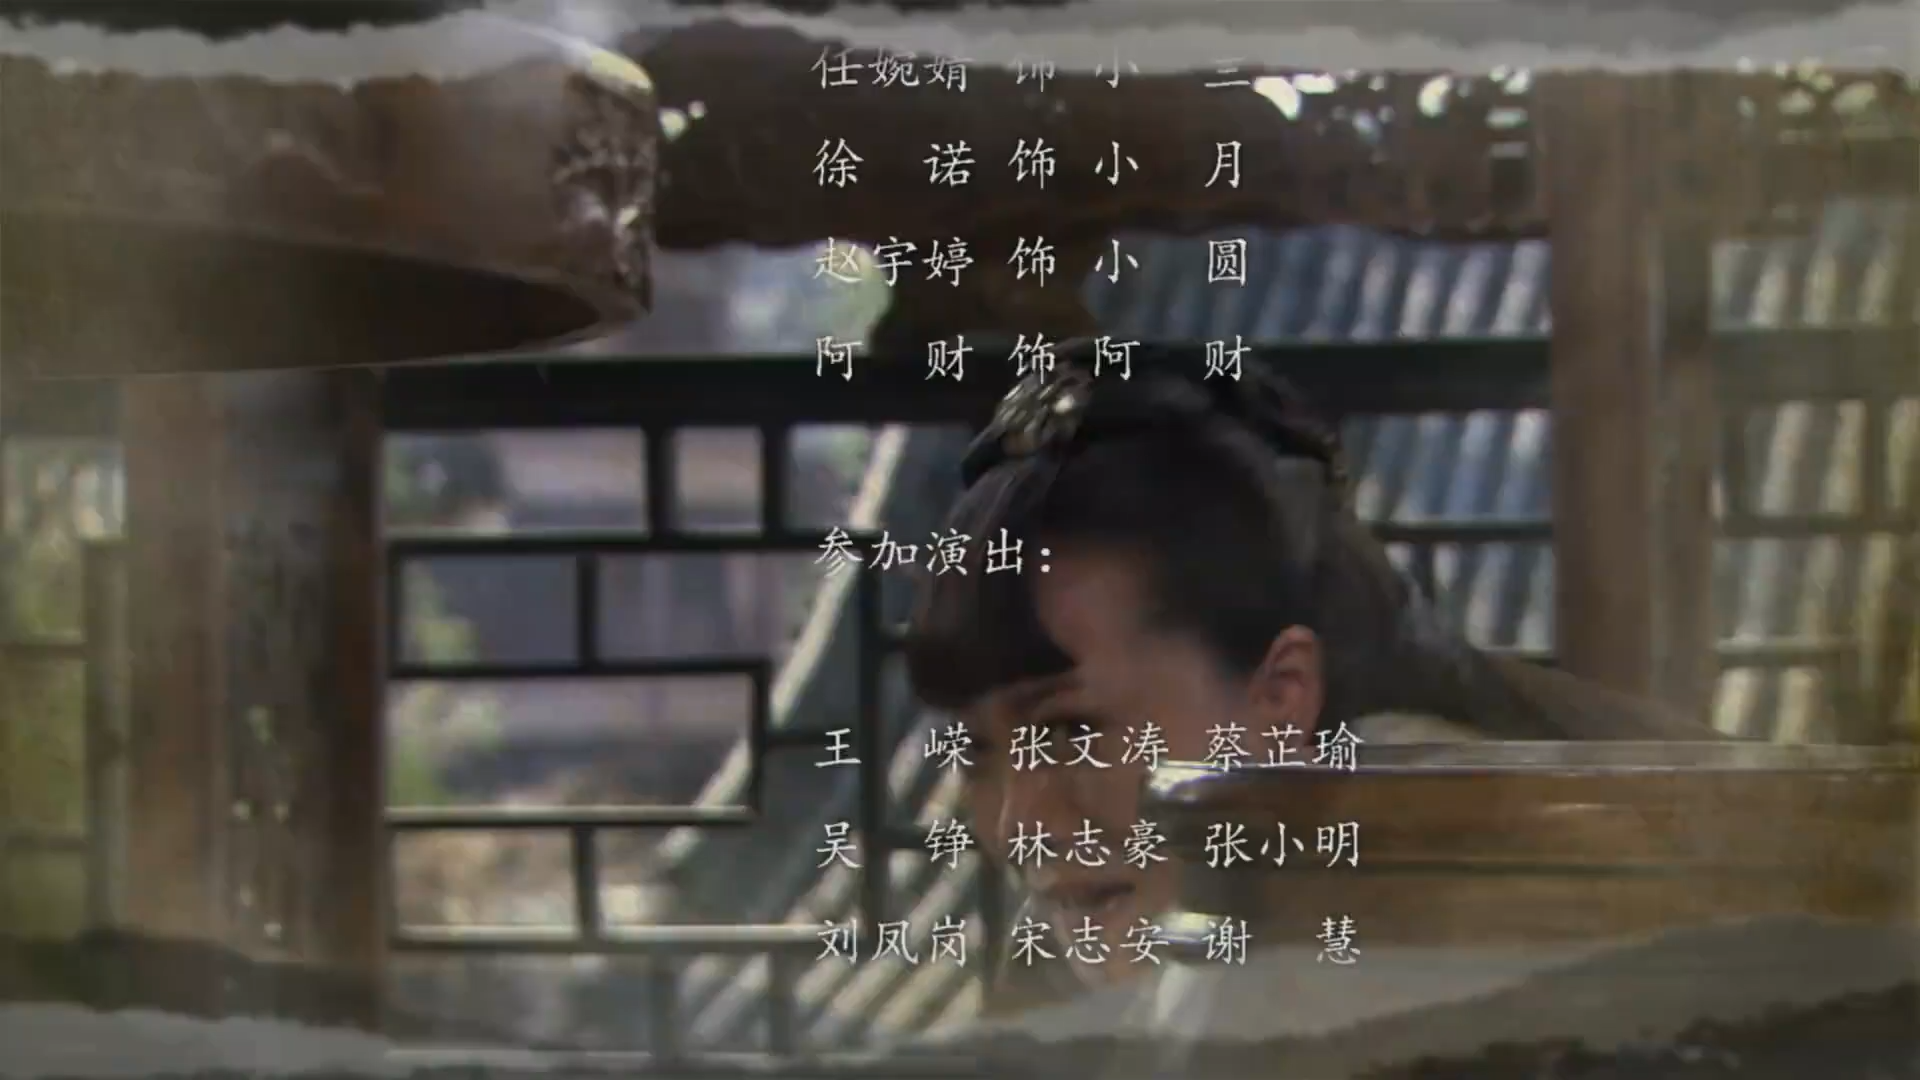 任婉婧 饰 小 三
徐 诺 饰 小 月
赵宇婷 饰 小 圆
阿 财 饰 阿 财
参加演出：
王 嵘 张文涛 蔡芷瑜
吴 铮 林志豪 张小明
刘凤岗 宋志安 谢 慧